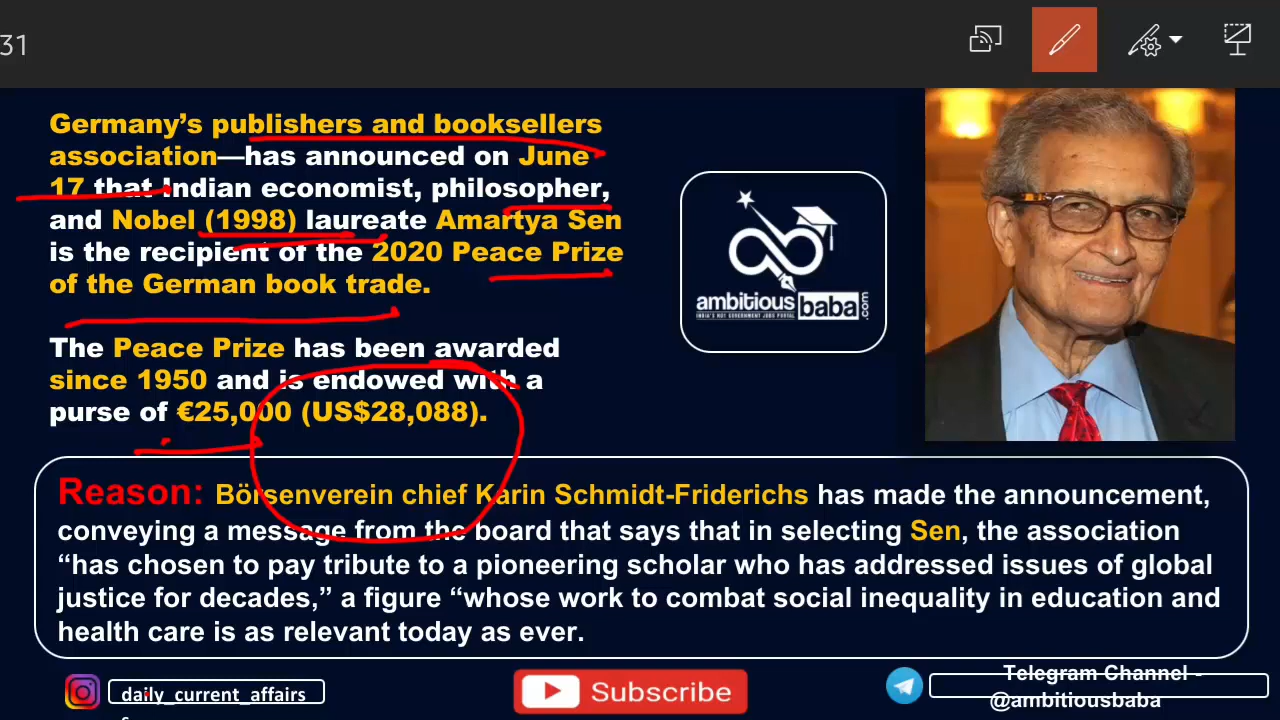 31
Germany's publishers and booksellers
association—has announced on June
17 that Indian economist, philosopher,
and Nobel (1998) laureate Amartya Sen
is the recipient of the 2020 Peace Prize
of the German book trade.
ambitious baba .com
The Peace Prize has been awarded
since 1950 and is endowed with a
purse of €25,000 (US$28,088).
Reason: Börsenverein chief Karin Schmidt-Friderichs has made the announcement,
conveying a message from the board that says that in selecting Sen, the association
“has chosen to pay tribute to a pioneering scholar who has addressed issues of global
justice for decades,” a figure “whose work to combat social inequality in education and
health care is as relevant today as ever.
daily_current_affairs
Subscribe
Telegram Channel -
@ambitiousbaba